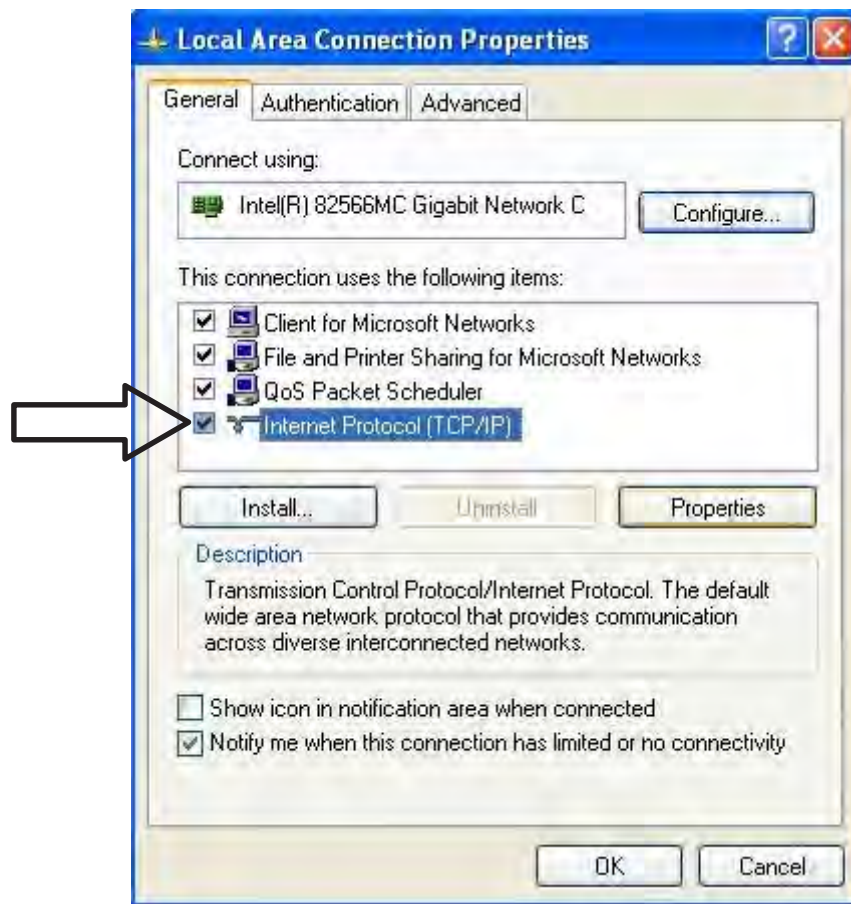 Local Area Connection Properties
General Authentication Advanced
Connect using:
Intel(R) 82566MC Gigabit Network C Configure...
This connection uses the following items:
Client for Microsoft Networks
File and Printer Sharing for Microsoft Networks
QoS Packet Scheduler
Internet Protocol (TCP/IP)
Install... Uninstall Properties
Description
Transmission Control Protocol/Internet Protocol. The default
wide area network protocol that provides communication
across diverse interconnected networks.
Show icon in notification area when connected
Notify me when this connection has limited or no connectivity
OK Cancel